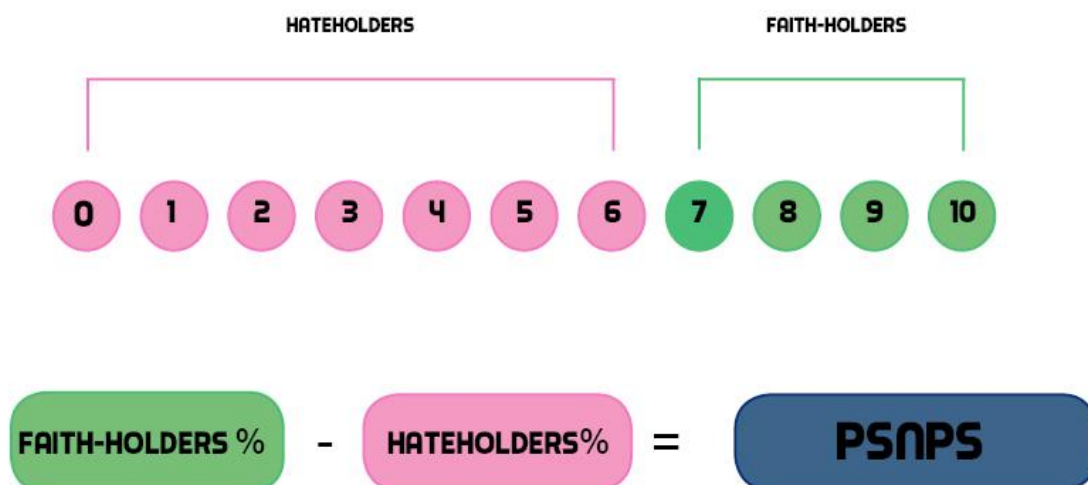 HATEHOLDERS FAITH-HOLDERS
0 1 2 3 4 5 6 7 8 9 10
FAITH-HOLDERS % - HATEHOLDERS% = PSNPS